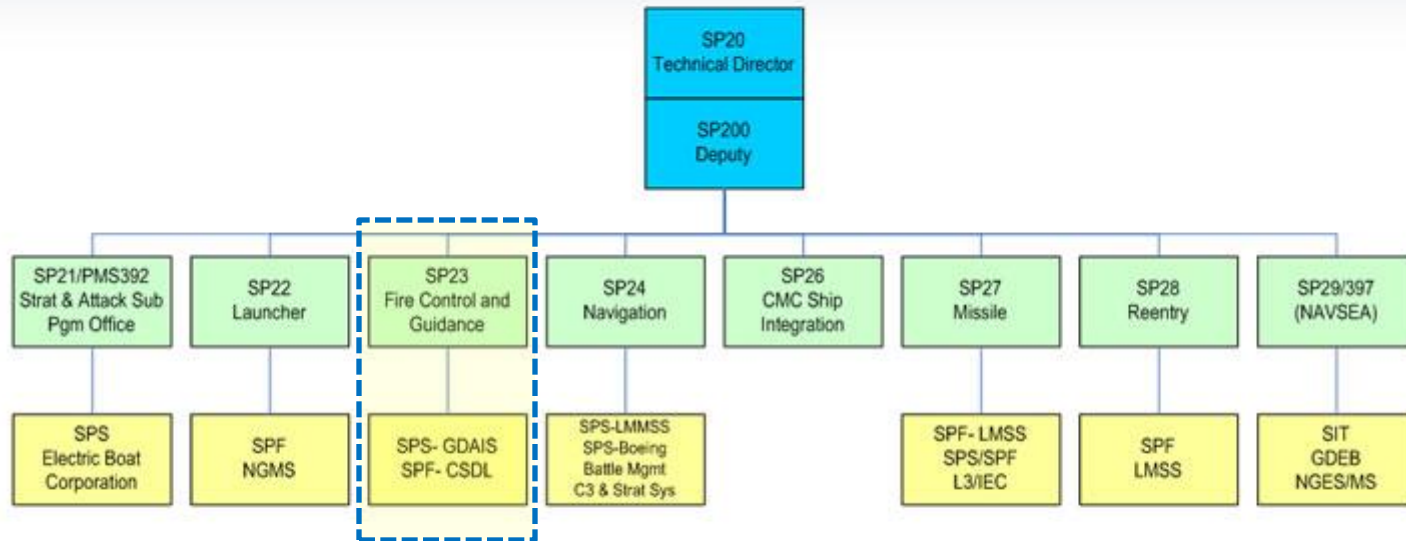 SP20
Technical Director
SP200
Deputy
SP21/PMS392
Strat & Attack Sub
Pgm Office
SP22
Launcher
SP23
Fire Control and
Guidance
SP24
Navigation
SP26
CMC Ship
Integration
SP27
Missile
SP28
Reentry
SP29/397
(NAVSEA)
SPS
Electric Boat
Corporation
SPF
NGMS
SPS- GDAIS
SPF- CSDL
SPS-LMMSS
SPS-Boeing
Battle Mgmt
C3 & Strat Sys
SPF- LMSS
SPS/SPF
L3/IEC
SPF
LMSS
SIT
GDEB
NGES/MS